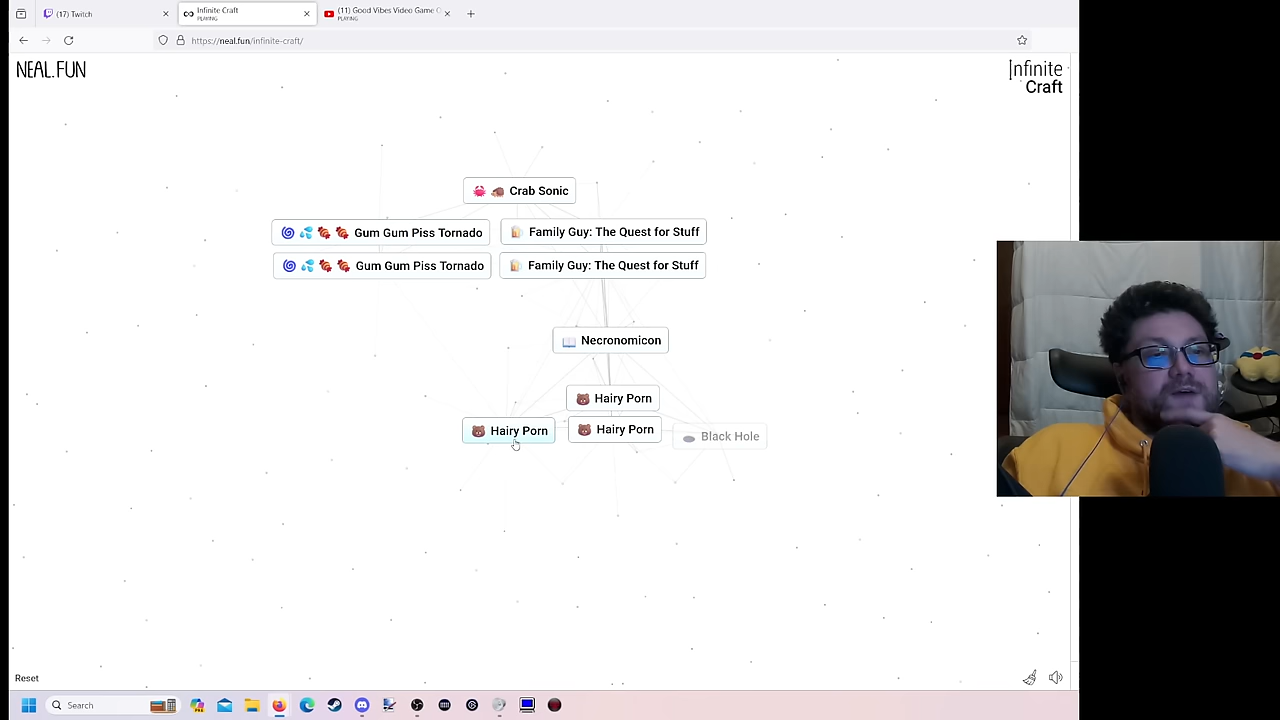 (17) Twitch
Infinite Craft
PLAYING
(11) Good Vibes Video Game
PLAYING
https://neal.fun/infinite-craft/
NEAL.FUN
Infinite
Craft
Crab Sonic
Gum Gum Piss Tornado
Family Guy: The Quest for Stuff
Gum Gum Piss Tornado
Family Guy: The Quest for Stuff
Necronomicon
Hairy Porn
Hairy Porn
Hairy Porn
Black Hole
Reset
Search